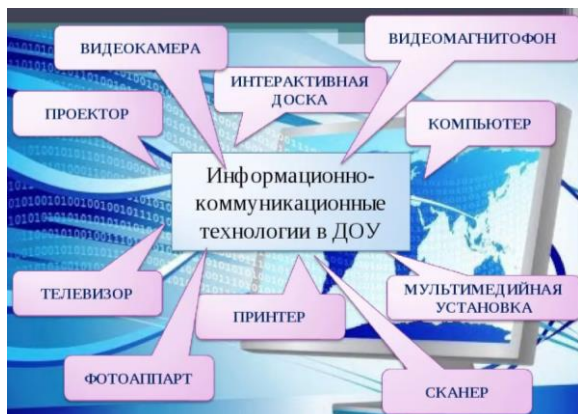 ВИДЕОКАМЕРА
ВИДЕОМАГНИТОФОН
ИНТЕРАКТИВНАЯ
ДОСКА
ПРОЕКТОР
КОМПЬЮТЕР
Информационно-
коммуникационные
технологии в ДОУ
ТЕЛЕВИЗОР
ПРИНТЕР
МУЛЬТИМЕДИЙНАЯ
УСТАНОВКА
ФОТОАППАРТ
СКАНЕР